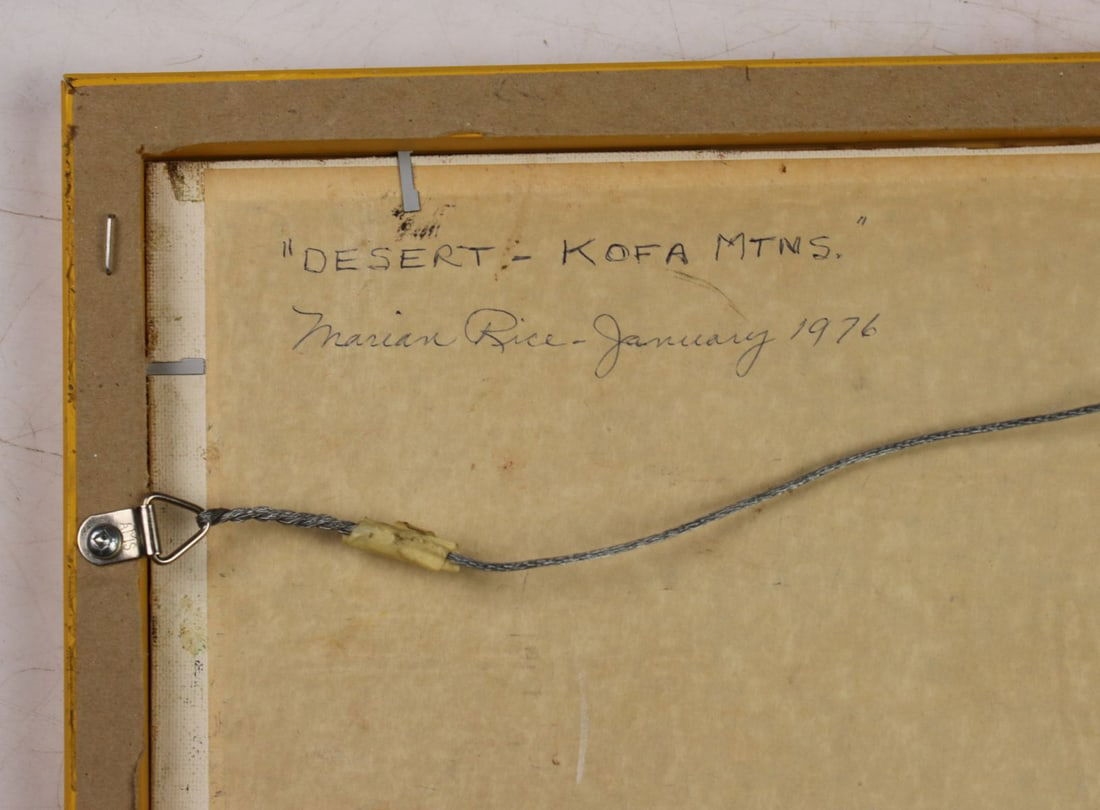 "DESERT - KOFA MTNS."
Marian Rice - January 1976